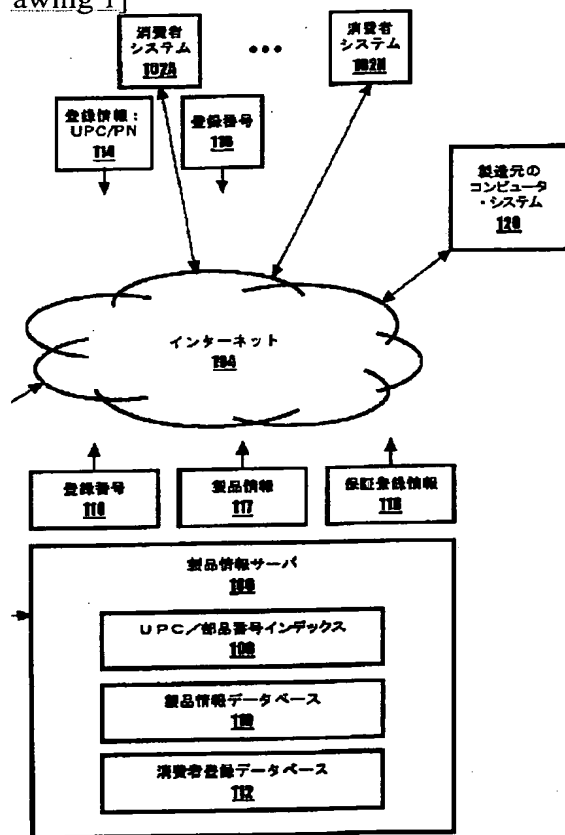 awing 1]
消費者
システム
102A
•••
消費者
システム
102N
登録情報：
UPC/PN
114
登録番号
116
製造元の
コンピュータ
・システム
120
インターネット
104
登録番号
116
製品情報
117
保証登録情報
118
製品情報サーバ
106
ＵＰＣ／部品番号インデックス
108
製品情報データベース
110
消費者登録データベース
112